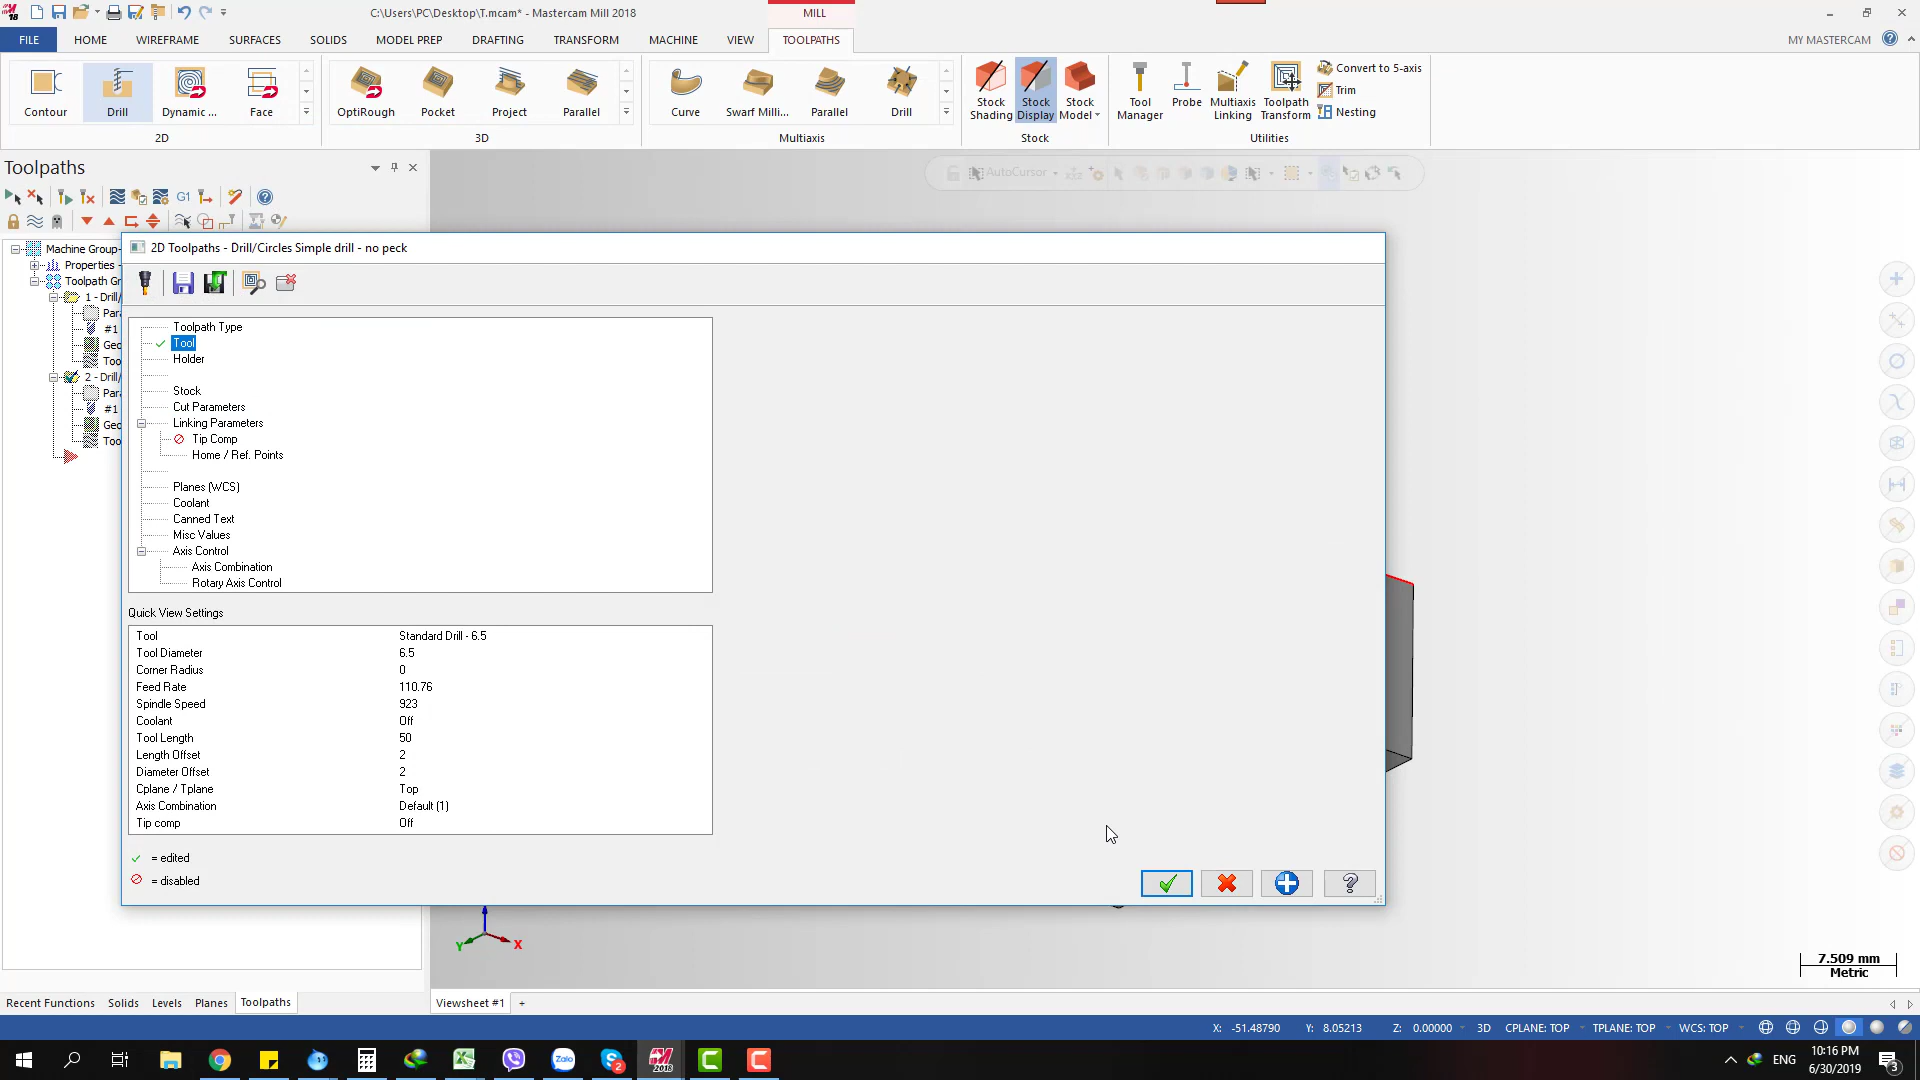 C:\Users\PC\Desktop\T.mcam* - Mastercam Mill 2018
MILL
FILE
HOME
WIREFRAME
SURFACES
SOLIDS
MODEL PREP
DRAFTING
TRANSFORM
MACHINE
VIEW
TOOLPATHS
MY MASTERCAM
Contour
Drill
Dynamic ...
Face
OptiRough
Pocket
Project
Parallel
Curve
Swarf Milli...
Parallel
Drill
Stock Shading
Stock Display
Stock Model
Tool Manager
Probe
Multiaxis Linking
Toolpath Transform
Convert to 5-axis
Trim
Nesting
2D
3D
Multiaxis
Stock
Utilities
Toolpaths
AutoCursor
G1
Machine Group-
Properties -
Toolpath Gr
1 - Drill/
Para
#1
Geo
Too
2 - Drill/
Para
#1
Geo
Too
2D Toolpaths - Drill/Circles Simple drill - no peck
Toolpath Type
Tool
Holder
Stock
Cut Parameters
Linking Parameters
Tip Comp
Home / Ref. Points
Planes (WCS)
Coolant
Canned Text
Misc Values
Axis Control
Axis Combination
Rotary Axis Control
Quick View Settings
Tool Standard Drill - 6.5
Tool Diameter 6.5
Corner Radius 0
Feed Rate 110.76
Spindle Speed 923
Coolant Off
Tool Length 50
Length Offset 2
Diameter Offset 2
Cplane / Tplane Top
Axis Combination Default (1)
Tip comp Off
= edited
= disabled
Y X
7.509 mm
Metric
Recent Functions
Solids
Levels
Planes
Toolpaths
Viewsheet #1
+
X: -51.48790 Y: 8.05213 Z: 0.00000 3D CPLANE: TOP TPLANE: TOP WCS: TOP
Zalo
2
2018
C
C
ENG
10:16 PM
6/30/2019
3